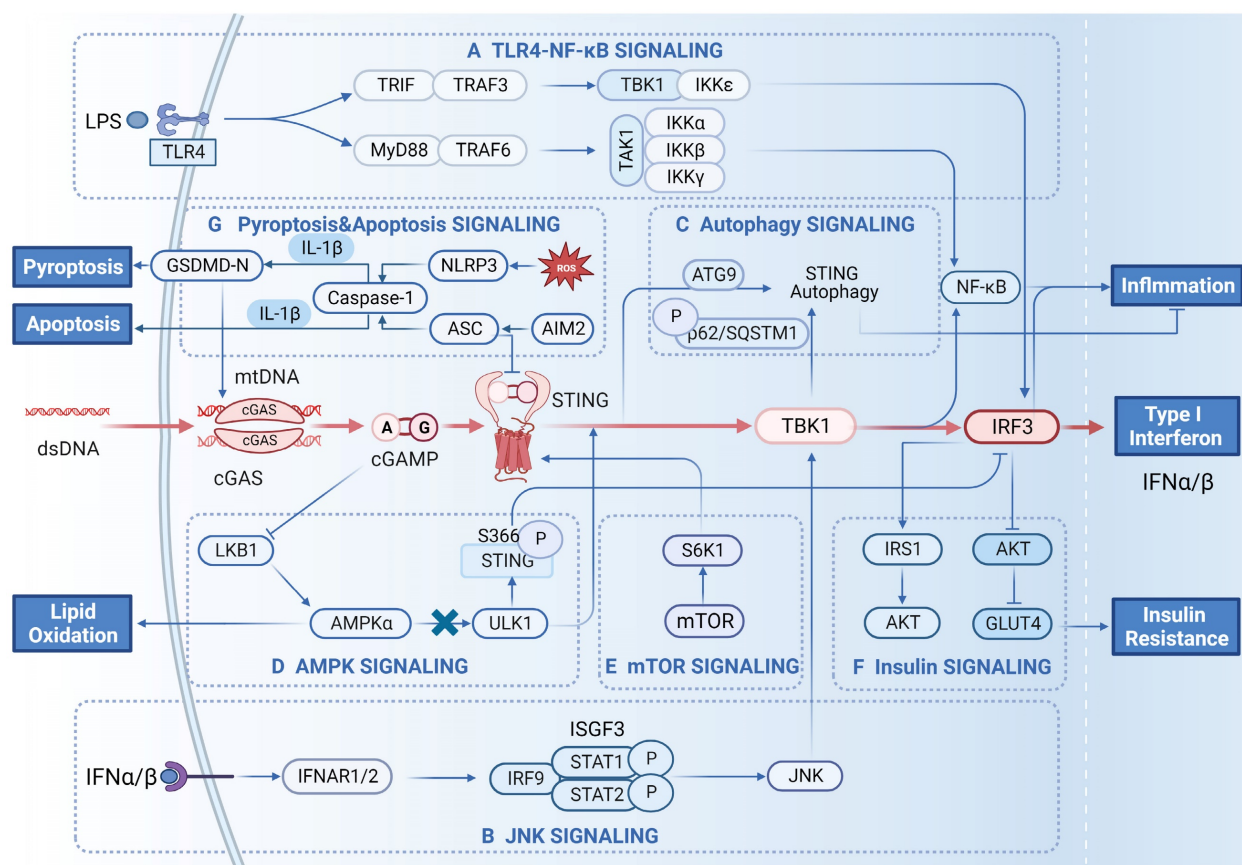 A TLR4-NF-κB SIGNALING
LPS
TLR4
TRIF
TRAF3
TBK1
IKKε
MyD88
TRAF6
TAK1
IKKα
IKKβ
IKKγ
G Pyroptosis&Apoptosis SIGNALING
Pyroptosis
GSDMD-N
IL-1β
NLRP3
ROS
Caspase-1
Apoptosis
IL-1β
ASC
AIM2
C Autophagy SIGNALING
ATG9
STING
Autophagy
P
p62/SQSTM1
NF-κB
Inflmmation
dsDNA
mtDNA
cGAS
cGAS
cGAS
A
G
cGAMP
STING
TBK1
IRF3
Type I
Interferon
IFNα/β
LKB1
S366
P
STING
Lipid
Oxidation
AMPKα
ULK1
D AMPK SIGNALING
S6K1
mTOR
E mTOR SIGNALING
IRS1
AKT
AKT
GLUT4
F Insulin SIGNALING
Insulin
Resistance
IFNα/β
IFNAR1/2
ISGF3
IRF9
STAT1
P
STAT2
P
JNK
B JNK SIGNALING